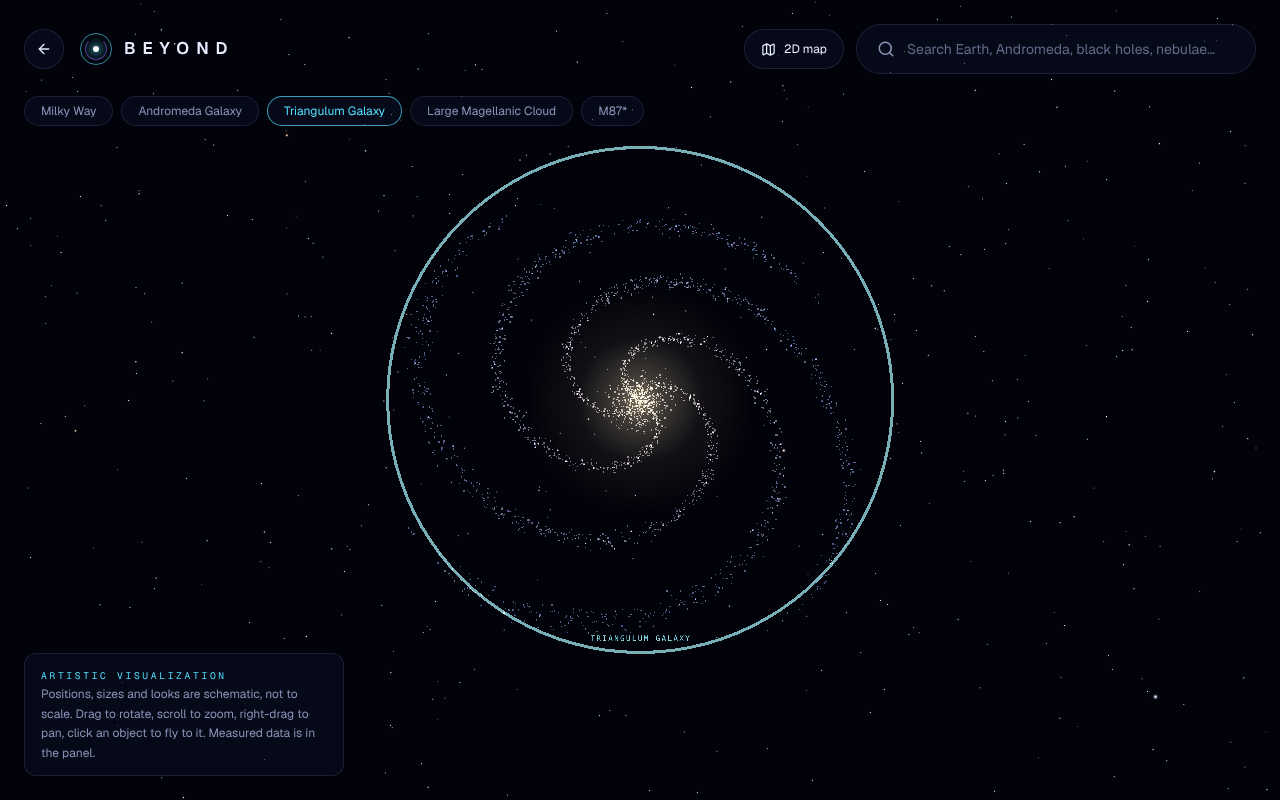 BEYOND
2D map
Search Earth, Andromeda, black holes, nebulae...
Milky Way
Andromeda Galaxy
Triangulum Galaxy
Large Magellanic Cloud
M87*
TRIANGULUM GALAXY
ARTISTIC VISUALIZATION
Positions, sizes and looks are schematic, not to
scale. Drag to rotate, scroll to zoom, right-drag to
pan, click an object to fly to it. Measured data is in
the panel.